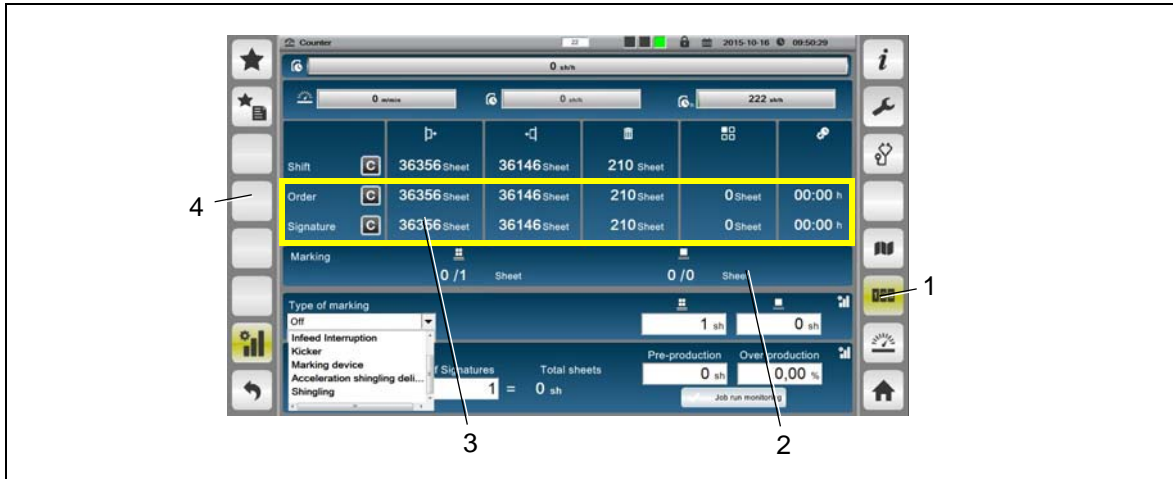 Counter 22 2015-10-16 09:50:29
0 sh/h
0 m/min 0 sh/h 222 sh/h
Shift C 36356 Sheet 36146 Sheet 210 Sheet
Order C 36356 Sheet 36146 Sheet 210 Sheet 0 Sheet 00:00 h
Signature C 36356 Sheet 36146 Sheet 210 Sheet 0 Sheet 00:00 h
Marking
0 /1 Sheet 0 /0 Sheet
Type of marking
Off 1 sh 0 sh
Infeed Interruption
Kicker
Marking device
Acceleration shingling deli...
Shingling
f Signatures Total sheets Pre-production Over production
1 = 0 sh 0 sh 0,00 %
Job run monitoring
i
1
2
3
4